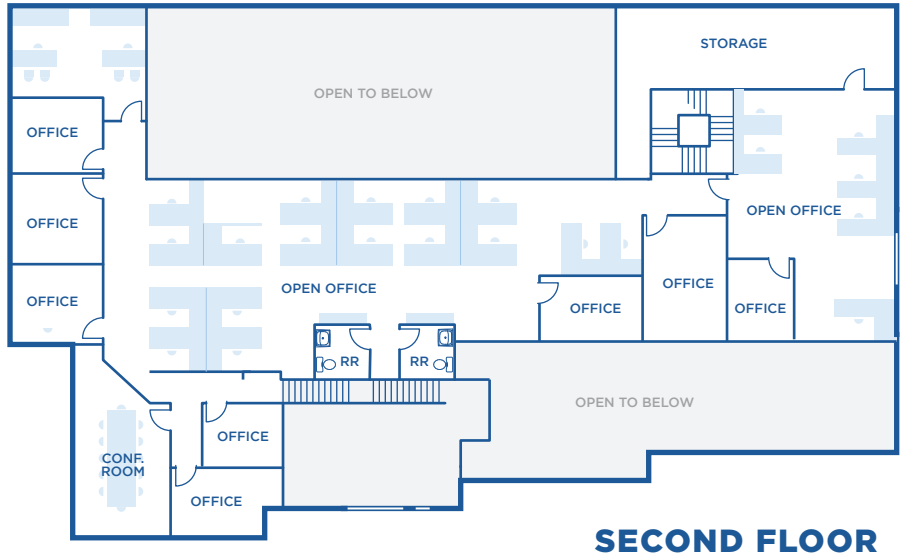 STORAGE
OPEN TO BELOW
OFFICE
OFFICE
OPEN OFFICE
OFFICE
OPEN OFFICE
OFFICE
OFFICE
OFFICE
RR
RR
OPEN TO BELOW
OFFICE
CONF.
ROOM
OFFICE
SECOND FLOOR